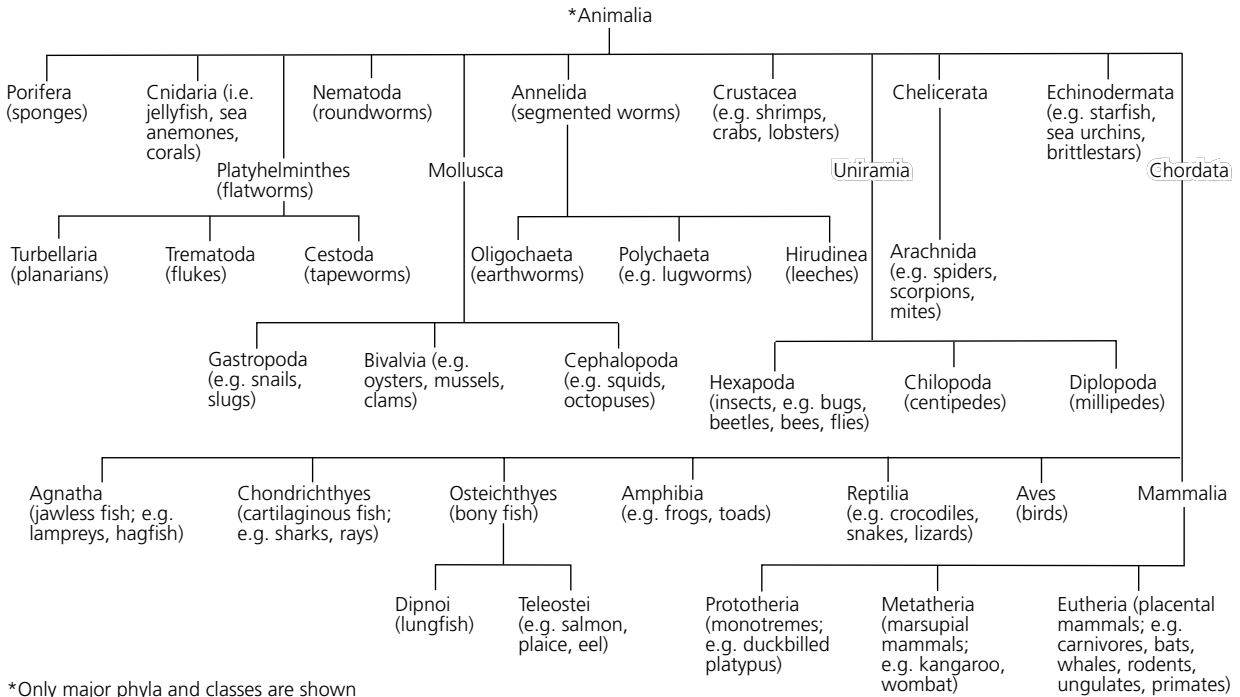 *Animalia
Porifera
(sponges)
Cnidaria (i.e.
jellyfish, sea
anemones,
corals)
Platyhelminthes
(flatworms)
Nematoda
(roundworms)
Mollusca
Annelida
(segmented worms)
Crustacea
(e.g. shrimps,
crabs, lobsters)
Uniramia
Chelicerata
Echinodermata
(e.g. starfish,
sea urchins,
brittlestars)
Chordata
Turbellaria
(planarians)
Trematoda
(flukes)
Cestoda
(tapeworms)
Oligochaeta
(earthworms)
Polychaeta
(e.g. lugworms)
Hirudinea
(leeches)
Arachnida
(e.g. spiders,
scorpions,
mites)
Gastropoda
(e.g. snails,
slugs)
Bivalvia (e.g.
oysters, mussels,
clams)
Cephalopoda
(e.g. squids,
octopuses)
Hexapoda
(insects, e.g. bugs,
beetles, bees, flies)
Chilopoda
(centipedes)
Diplopoda
(millipedes)
Agnatha
(jawless fish; e.g.
lampreys, hagfish)
Chondrichthyes
(cartilaginous fish;
e.g. sharks, rays)
Osteichthyes
(bony fish)
Amphibia
(e.g. frogs, toads)
Reptilia
(e.g. crocodiles,
snakes, lizards)
Aves
(birds)
Mammalia
Dipnoi
(lungfish)
Teleostei
(e.g. salmon,
plaice, eel)
Prototheria
(monotremes;
e.g. duckbilled
platypus)
Metatheria
(marsupial
mammals;
e.g. kangaroo,
wombat)
Eutheria (placental
mammals; e.g.
carnivores, bats,
whales, rodents,
ungulates, primates)
*Only major phyla and classes are shown